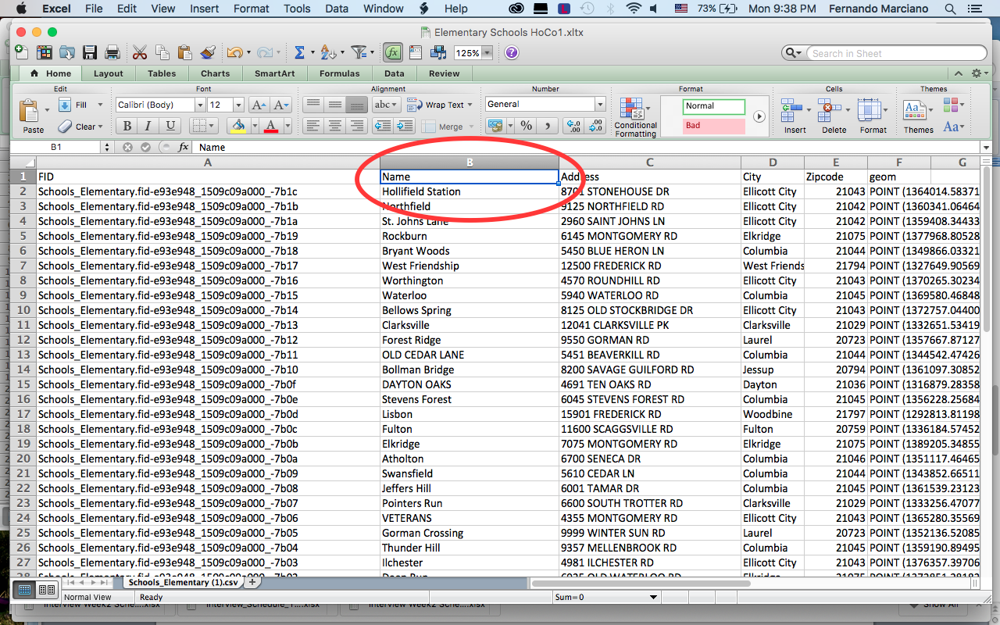 Excel File Edit View Insert Format Tools Data Window Help 73% Mon 9:38 PM Fernando Marciano
Elementary Schools HoCo1.xltx
125% Search in Sheet
Home Layout Tables Charts SmartArt Formulas Data Review
Edit Font Alignment Number Format Cells Themes
Fill Calibri (Body) 12 A A abc Wrap Text General Normal
Paste Clear B I U A Merge % , .0 .00 .00 .0 Conditional Formatting Bad Insert Delete Format Themes Aa
B1 fx Name
A B C D E F G
1 FID Name Address City Zipcode geom
2 Schools_Elementary.fid-e93e948_1509c09a000_-7b1c Hollifield Station 8701 STONEHOUSE DR Ellicott City 21043 POINT (1364014.58371
3 Schools_Elementary.fid-e93e948_1509c09a000_-7b1b Northfield 9125 NORTHFIELD RD Ellicott City 21042 POINT (1360341.06464
4 Schools_Elementary.fid-e93e948_1509c09a000_-7b1a St. Johns Lane 2960 SAINT JOHNS LN Ellicott City 21042 POINT (1359408.34433
5 Schools_Elementary.fid-e93e948_1509c09a000_-7b19 Rockburn 6145 MONTGOMERY RD Elkridge 21075 POINT (1377968.80528
6 Schools_Elementary.fid-e93e948_1509c09a000_-7b18 Bryant Woods 5450 BLUE HERON LN Columbia 21044 POINT (1349866.03321
7 Schools_Elementary.fid-e93e948_1509c09a000_-7b17 West Friendship 12500 FREDERICK RD West Friends 21794 POINT (1327649.90569
8 Schools_Elementary.fid-e93e948_1509c09a000_-7b16 Worthington 4570 ROUNDHILL RD Ellicott City 21043 POINT (1370265.30234
9 Schools_Elementary.fid-e93e948_1509c09a000_-7b15 Waterloo 5940 WATERLOO RD Columbia 21045 POINT (1369580.46848
10 Schools_Elementary.fid-e93e948_1509c09a000_-7b14 Bellows Spring 8125 OLD STOCKBRIDGE DR Ellicott City 21043 POINT (1372757.04400
11 Schools_Elementary.fid-e93e948_1509c09a000_-7b13 Clarksville 12041 CLARKSVILLE PK Clarksville 21029 POINT (1332651.53419
12 Schools_Elementary.fid-e93e948_1509c09a000_-7b12 Forest Ridge 9550 GORMAN RD Laurel 20723 POINT (1357667.87127
13 Schools_Elementary.fid-e93e948_1509c09a000_-7b11 OLD CEDAR LANE 5451 BEAVERKILL RD Columbia 21044 POINT (1344542.47426
14 Schools_Elementary.fid-e93e948_1509c09a000_-7b10 Bollman Bridge 8200 SAVAGE GUILFORD RD Jessup 20794 POINT (1361097.30852
15 Schools_Elementary.fid-e93e948_1509c09a000_-7b0f DAYTON OAKS 4691 TEN OAKS RD Dayton 21036 POINT (1316879.28358
16 Schools_Elementary.fid-e93e948_1509c09a000_-7b0e Stevens Forest 6045 STEVENS FOREST RD Columbia 21045 POINT (1356228.25684
17 Schools_Elementary.fid-e93e948_1509c09a000_-7b0d Lisbon 15901 FREDERICK RD Woodbine 21797 POINT (1292813.81198
18 Schools_Elementary.fid-e93e948_1509c09a000_-7b0c Fulton 11600 SCAGGSVILLE RD Fulton 20759 POINT (1336184.57452
19 Schools_Elementary.fid-e93e948_1509c09a000_-7b0b Elkridge 7075 MONTGOMERY RD Elkridge 21075 POINT (1389205.34855
20 Schools_Elementary.fid-e93e948_1509c09a000_-7b0a Atholton 6700 SENECA DR Columbia 21046 POINT (1351117.46465
21 Schools_Elementary.fid-e93e948_1509c09a000_-7b09 Swansfield 5610 CEDAR LN Columbia 21044 POINT (1343852.66511
22 Schools_Elementary.fid-e93e948_1509c09a000_-7b08 Jeffers Hill 6001 TAMAR DR Columbia 21045 POINT (1361539.23123
23 Schools_Elementary.fid-e93e948_1509c09a000_-7b07 Pointers Run 6600 SOUTH TROTTER RD Clarksville 21029 POINT (1333256.47077
24 Schools_Elementary.fid-e93e948_1509c09a000_-7b06 VETERANS 4355 MONTGOMERY RD Ellicott City 21043 POINT (1365280.35569
25 Schools_Elementary.fid-e93e948_1509c09a000_-7b05 Gorman Crossing 9999 WINTER SUN RD Laurel 20723 POINT (1352136.52085
26 Schools_Elementary.fid-e93e948_1509c09a000_-7b04 Thunder Hill 9357 MELLENBROOK RD Columbia 21045 POINT (1359190.89495
27 Schools_Elementary.fid-e93e948_1509c09a000_-7b03 Ilchester 4981 ILCHESTER RD Ellicott City 21043 POINT (1376357.39706
Schools_Elementary (1).csv
Normal View Ready Sum=0